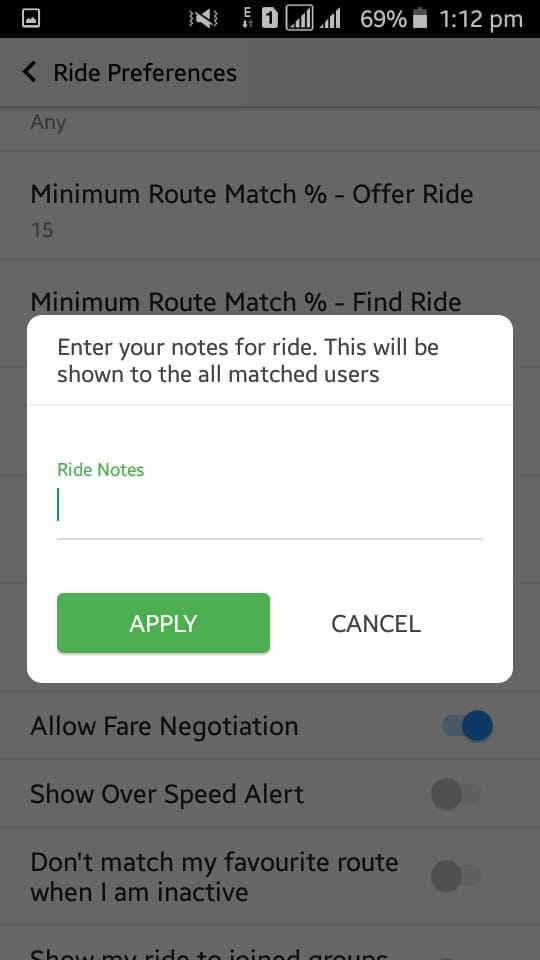 E 1 69% 1:12 pm
Ride Preferences
Any
Minimum Route Match % - Offer Ride
15
Minimum Route Match % - Find Ride
Enter your notes for ride. This will be
shown to the all matched users
Ride Notes
APPLY CANCEL
Allow Fare Negotiation
Show Over Speed Alert
Don't match my favourite route
when I am inactive
Show my ride to joined groups